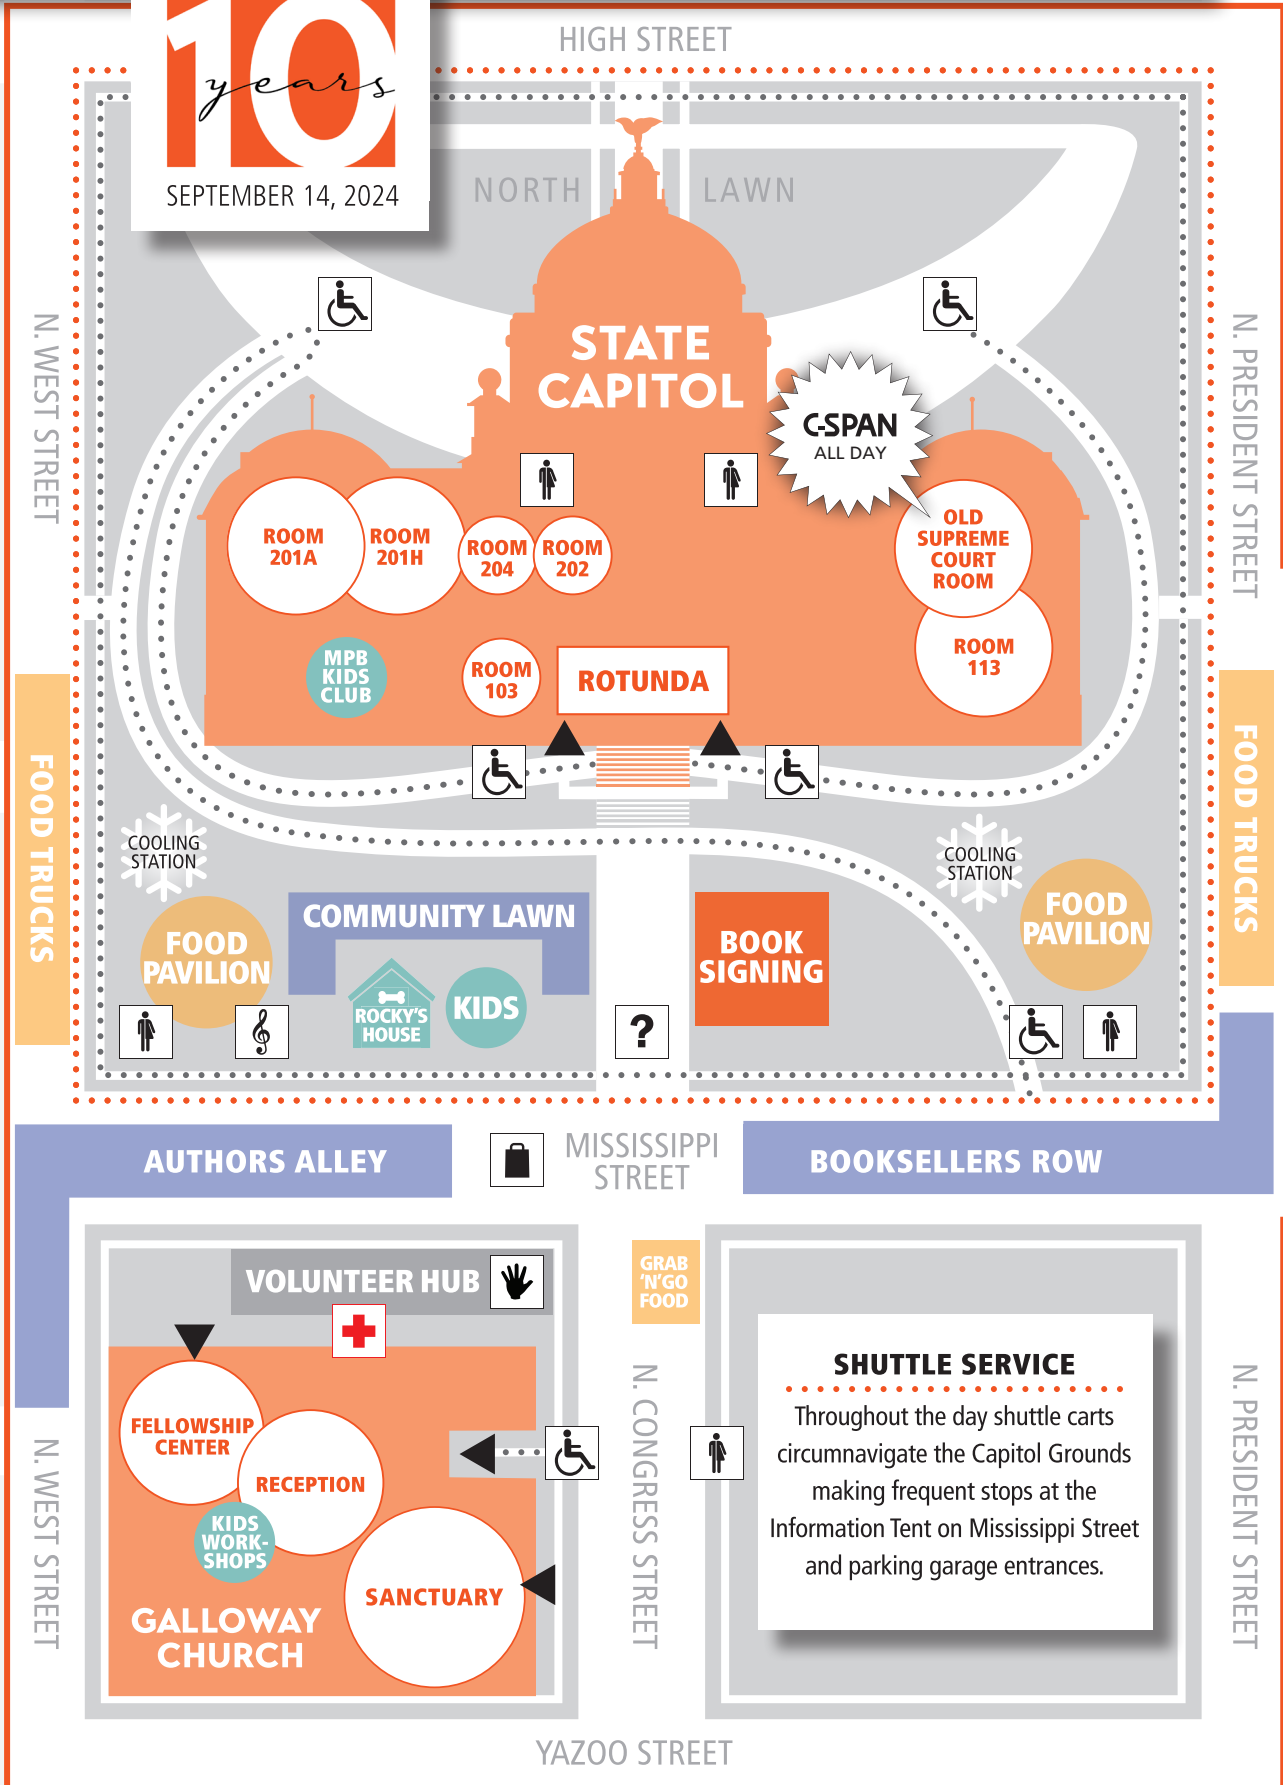 HIGH STREET
10
years
SEPTEMBER 14, 2024
NORTH LAWN
N. WEST STREET
N. PRESIDENT STREET
STATE
CAPITOL
C-SPAN
ALL DAY
ROOM
201A
ROOM
201H
ROOM
204
ROOM
202
OLD
SUPREME
COURT
ROOM
ROOM
113
MPB
KIDS
CLUB
ROOM
103
ROTUNDA
FOOD TRUCKS
FOOD TRUCKS
COOLING
STATION
COOLING
STATION
FOOD
PAVILION
COMMUNITY LAWN
ROCKY'S
HOUSE
KIDS
BOOK
SIGNING
FOOD
PAVILION
?
AUTHORS ALLEY
MISSISSIPPI
STREET
BOOKSELLERS ROW
VOLUNTEER HUB
GRAB
'N'GO
FOOD
FELLOWSHIP
CENTER
RECEPTION
KIDS
WORK-
SHOPS
SANCTUARY
GALLOWAY
CHURCH
N. WEST STREET
N. CONGRESS STREET
SHUTTLE SERVICE
Throughout the day shuttle carts
circumnavigate the Capitol Grounds
making frequent stops at the
Information Tent on Mississippi Street
and parking garage entrances.
N. PRESIDENT STREET
YAZOO STREET